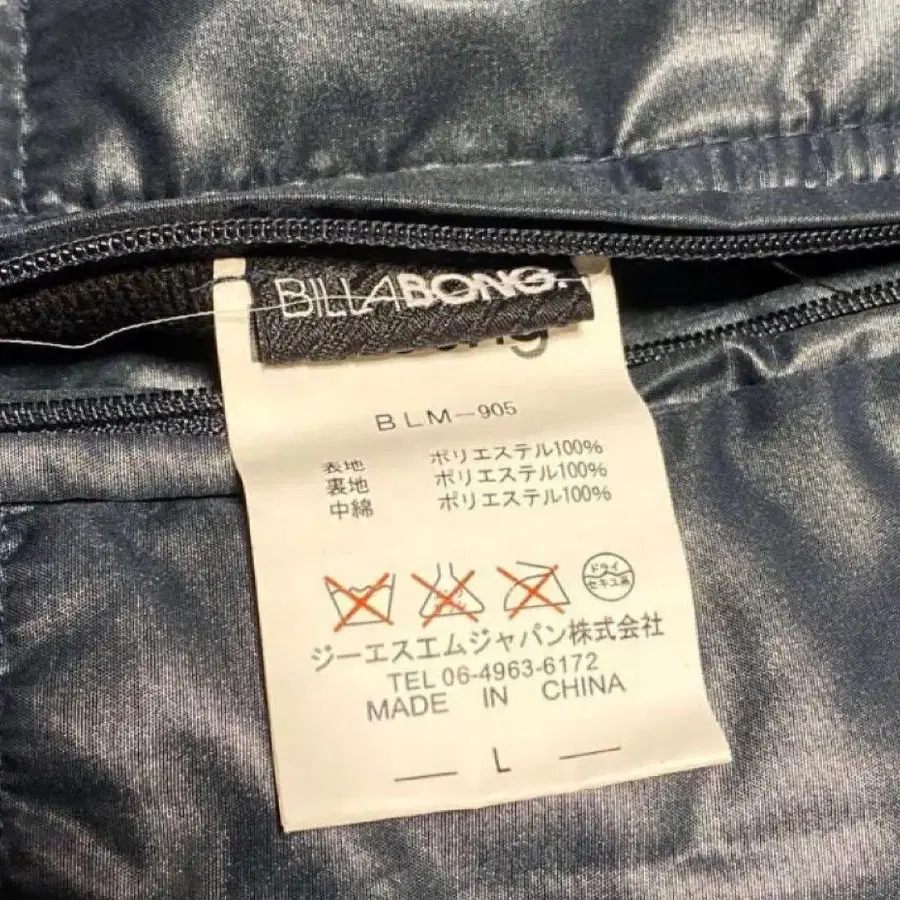 BILLABONG.
BLM-905
表地 ポリエステル100%
裏地 ポリエステル100%
中綿 ポリエステル100%
ドライ
セキユ系
ジーエスエムジャパン株式会社
TEL 06-4963-6172
MADE IN CHINA
L